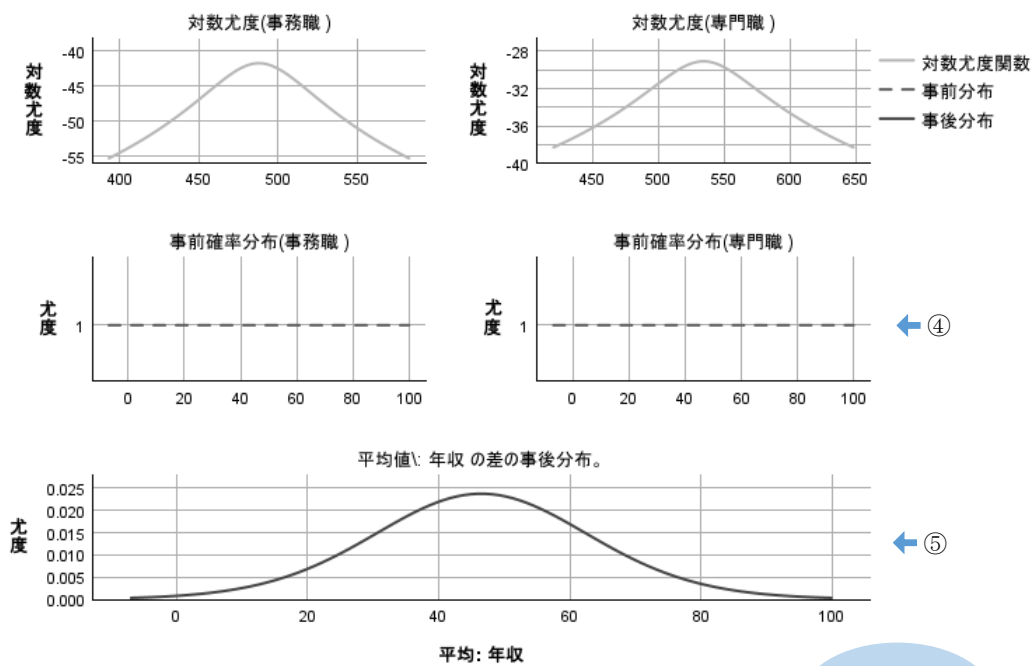 対数尤度(事務職 )
対数尤度
-40
-45
-50
-55
400 450 500 550
対数尤度(専門職 )
対数尤度
-28
-32
-36
-40
450 500 550 600 650
対数尤度関数
事前分布
事後分布
事前確率分布(事務職 )
尤度
1
0 20 40 60 80 100
事前確率分布(専門職 )
尤度
1
0 20 40 60 80 100
④
平均値\: 年収 の差の事後分布。
尤度
0.025
0.020
0.015
0.010
0.005
0.000
0 20 40 60 80 100
⑤
平均: 年収